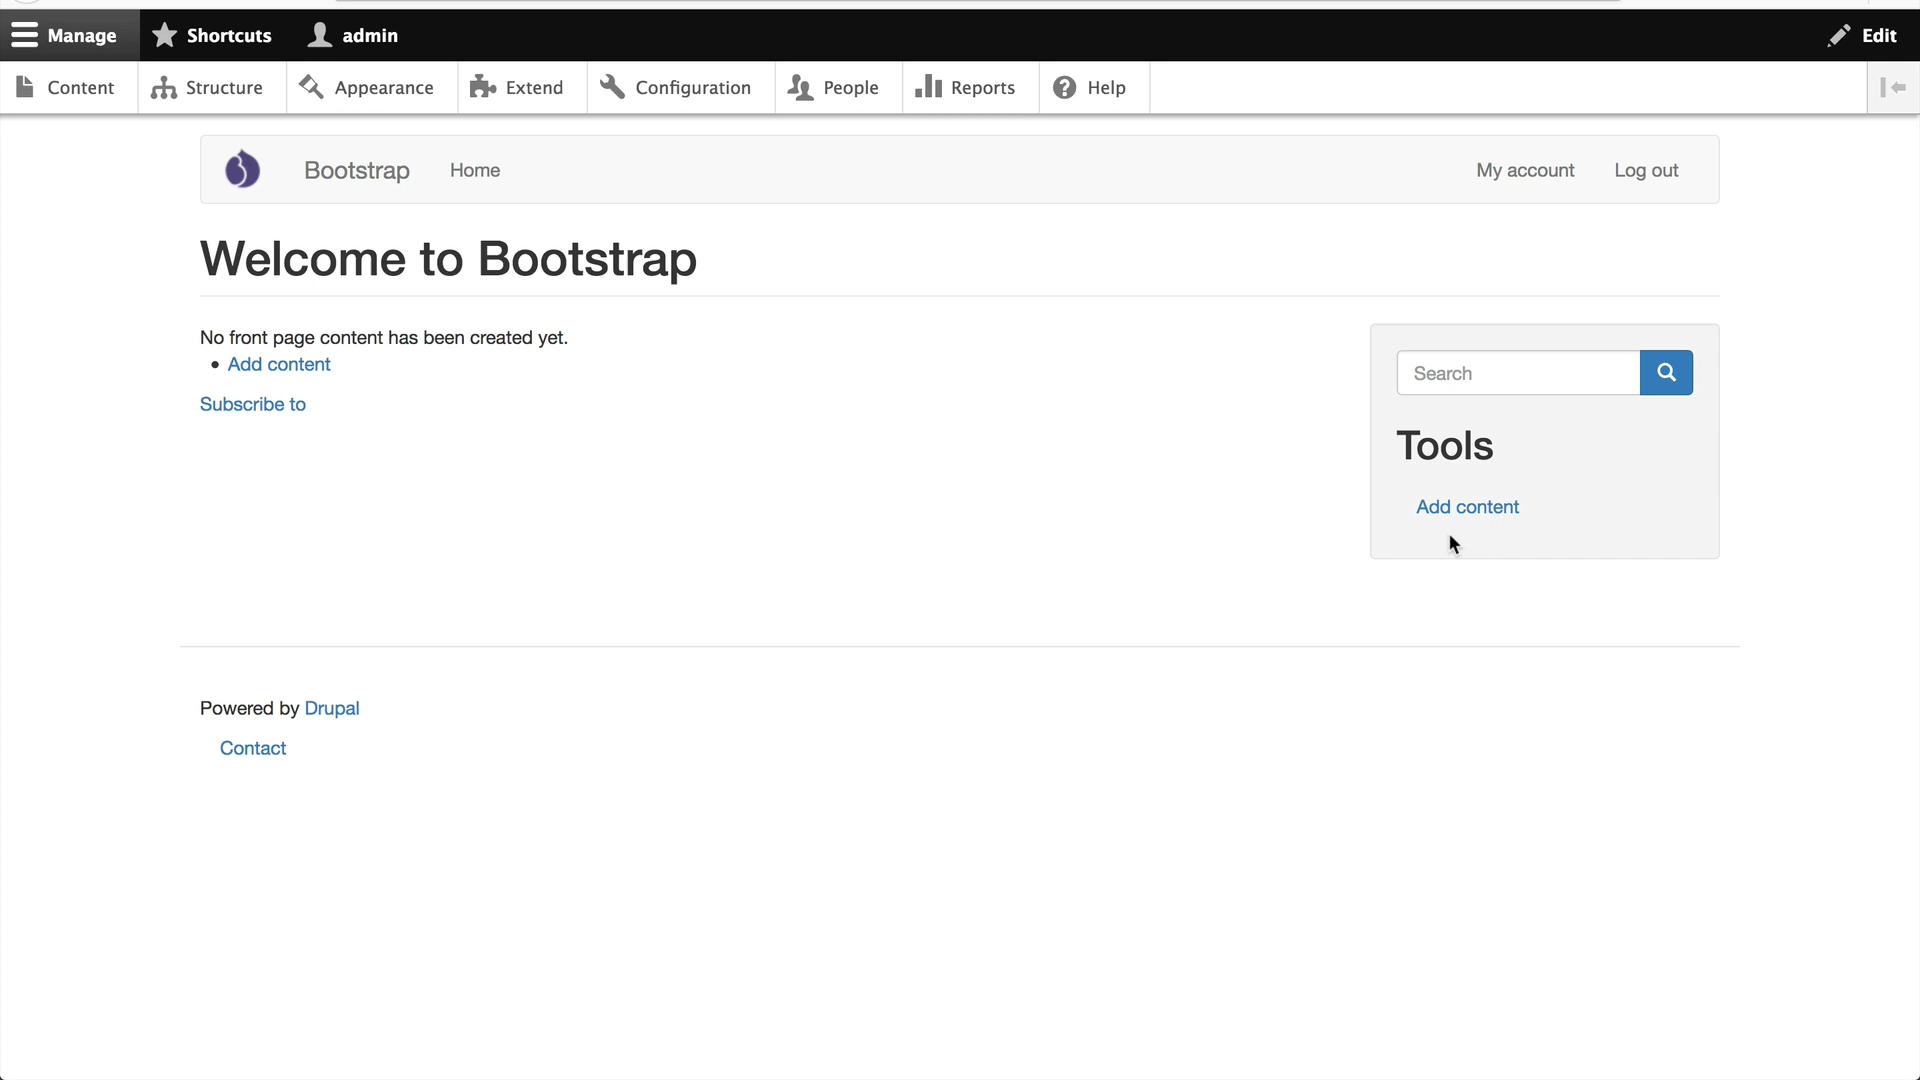 Manage Shortcuts admin Edit
Content Structure Appearance Extend Configuration People Reports Help
Bootstrap Home My account Log out
Welcome to Bootstrap
No front page content has been created yet.
Add content
Subscribe to
Search
Tools
Add content
Powered by Drupal
Contact